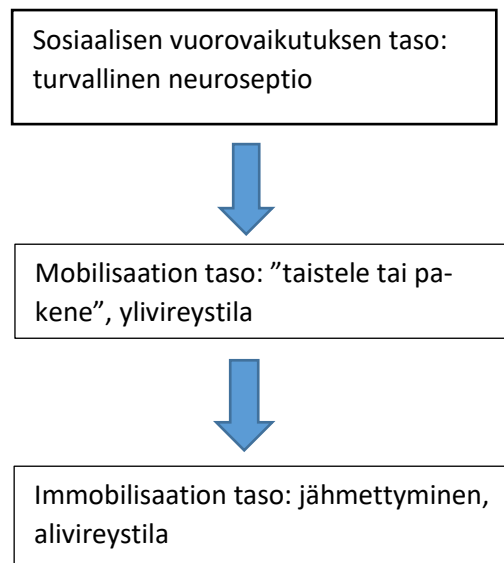 Sosiaalisen vuorovaikutuksen taso:
turvallinen neuroseptio
Mobilisaation taso: ”taistele tai pa-
kene”, ylivireystila
Immobilisaation taso: jähmettyminen,
alivireystila